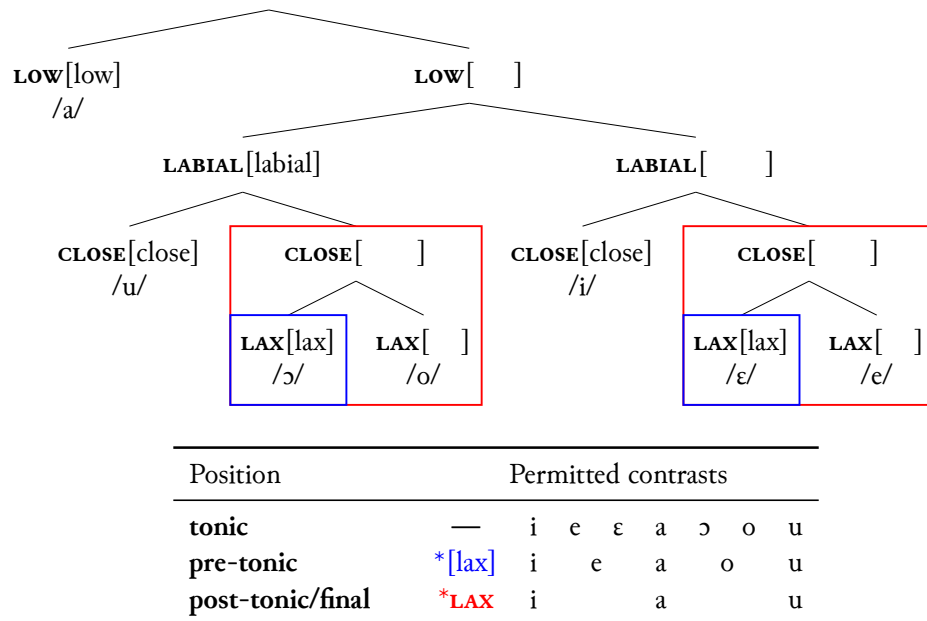 LOW[low] LOW[ ]
/a/
LABIAL[labial] LABIAL[ ]
CLOSE[close] CLOSE[ ] CLOSE[close] CLOSE[ ]
/u/ /i/
LAX[lax] LAX[ ] LAX[lax] LAX[ ]
/ɔ/ /o/ /ɛ/ /e/
Position Permitted contrasts
tonic — i e ɛ a ɔ o u
pre-tonic *[lax] i e a o u
post-tonic/final *LAX i a u